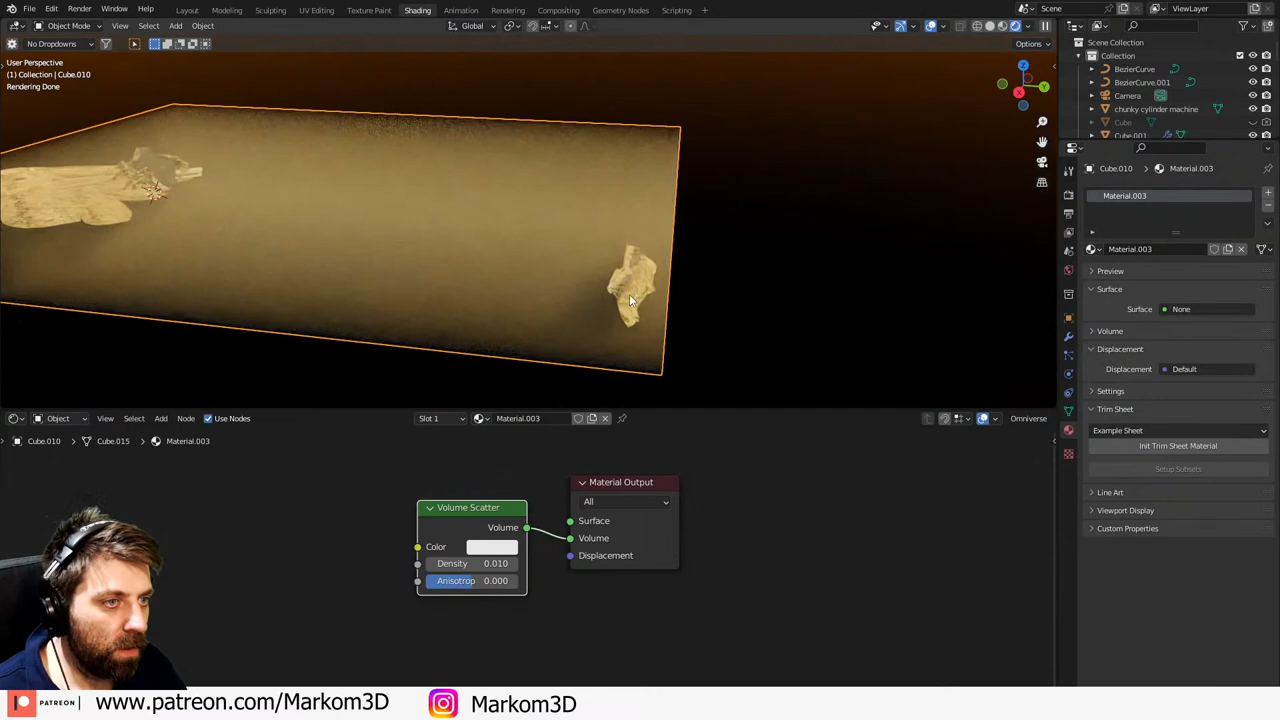 File Edit Render Window Help Layout Modeling Sculpting UV Editing Texture Paint Shading Animation Rendering Compositing Geometry Nodes Scripting Scene ViewLayer
Object Mode View Select Add Object Global
No Dropdowns Options
User Perspective
(1) Collection | Cube.010
Rendering Done
Z
Y
X
Scene Collection
Collection
BezierCurve
BezierCurve.001
Camera
chunky cylinder machine
Cube
Cube.001
Cube.010 Material.003
Material.003
Material.003
Preview
Surface
Surface None
Volume
Displacement
Displacement Default
Settings
Trim Sheet
Example Sheet
Init Trim Sheet Material
Setup Subsets
Line Art
Viewport Display
Custom Properties
Object View Select Add Node Use Nodes Slot 1 Material.003 Omniverse
Cube.010 Cube.015 Material.003
Volume Scatter
Volume
Color
Density 0.010
Anisotrop 0.000
Material Output
All
Surface
Volume
Displacement
PATREON www.patreon.com/Markom3D Markom3D